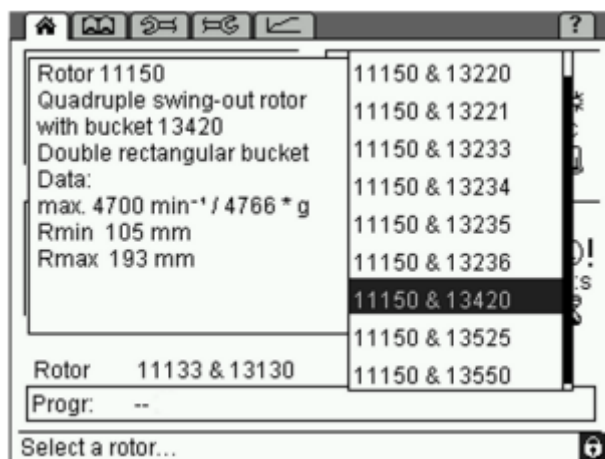 ?
Rotor 11150
Quadruple swing-out rotor
with bucket 13420
Double rectangular bucket
Data:
max. 4700 min⁻¹ / 4766 * g
Rmin 105 mm
Rmax 193 mm
11150 & 13220
11150 & 13221
11150 & 13233
11150 & 13234
11150 & 13235
11150 & 13236
11150 & 13420
11150 & 13525
11150 & 13550
Rotor 11133 & 13130
Progr: --
Select a rotor...